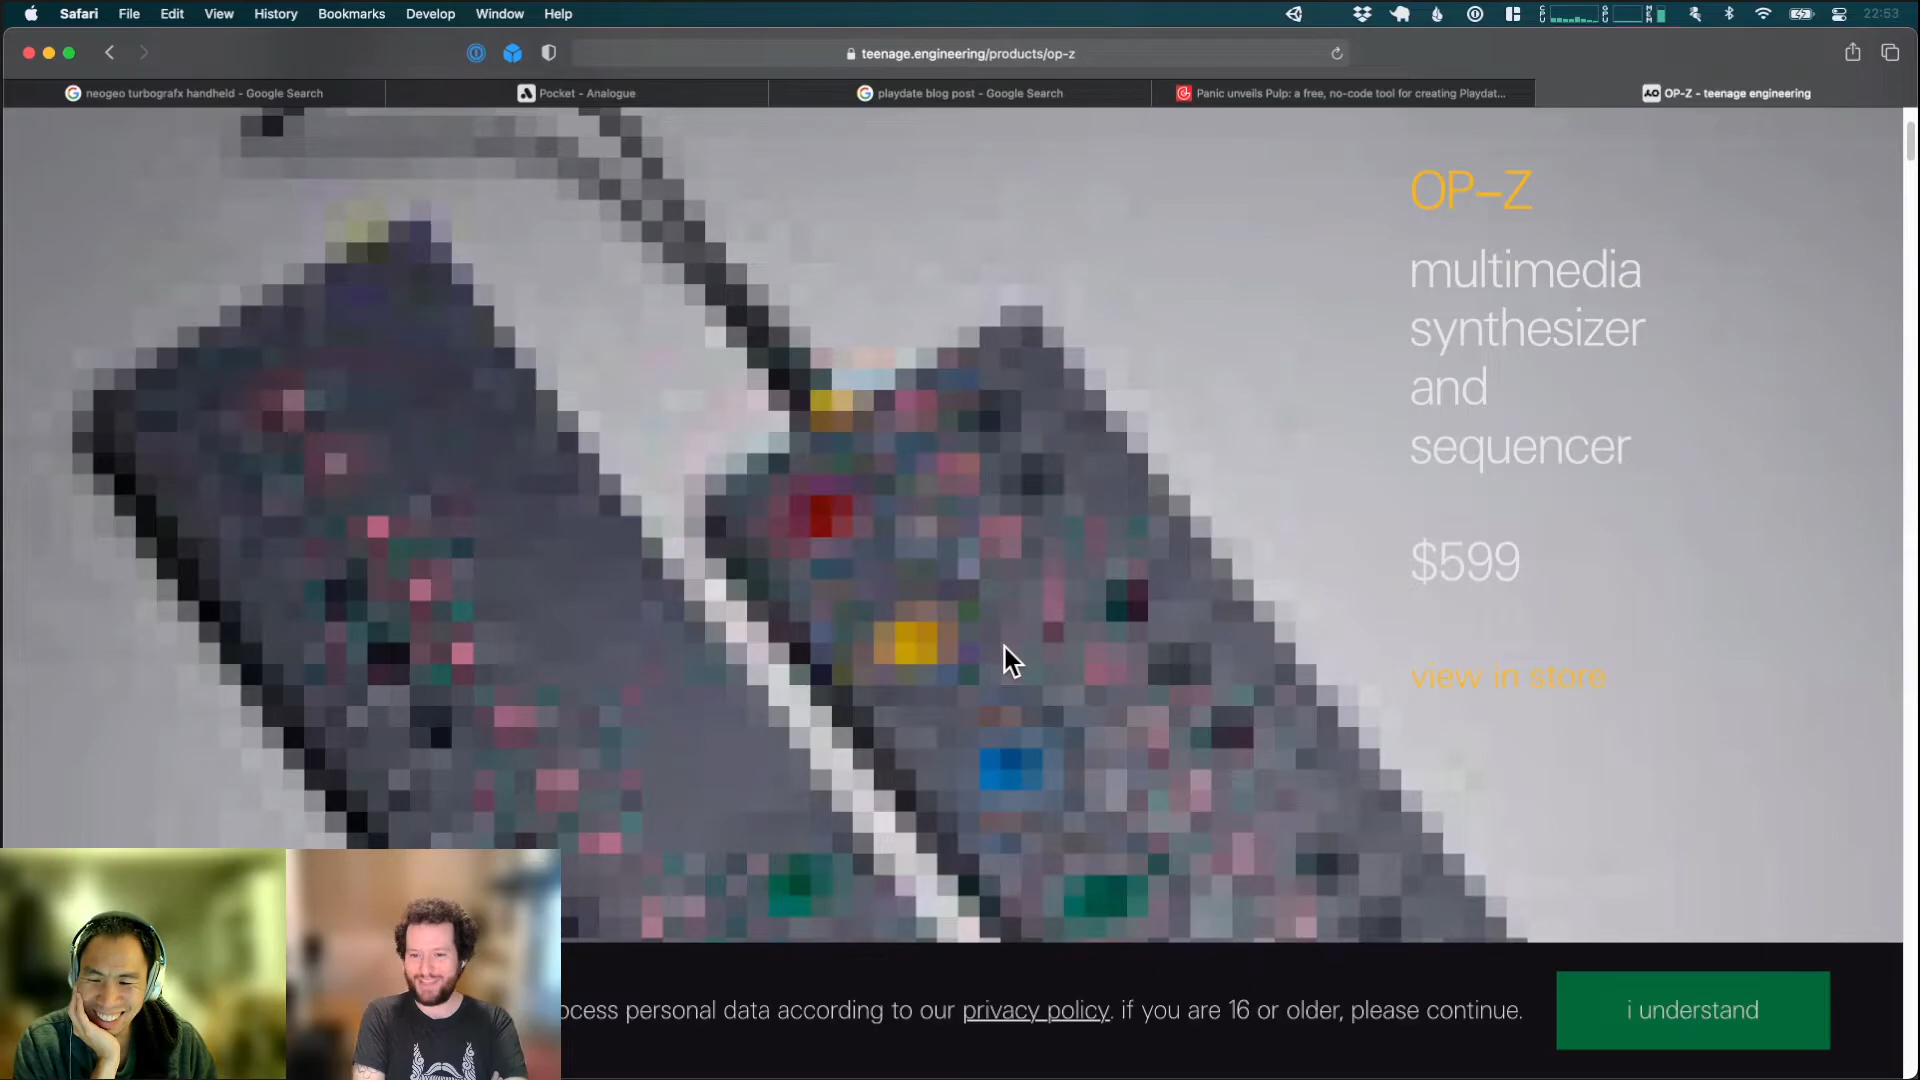 Safari File Edit View History Bookmarks Develop Window Help 22:53
teenage.engineering/products/op-z
neogeo turbografx handheld - Google Search
Pocket - Analogue
playdate blog post - Google Search
Panic unveils Pulp: a free, no-code tool for creating Playdat...
OP-Z - teenage engineering
OP–Z
multimedia
synthesizer
and
sequencer
$599
view in store
ocess personal data according to our privacy policy. if you are 16 or older, please continue.
i understand